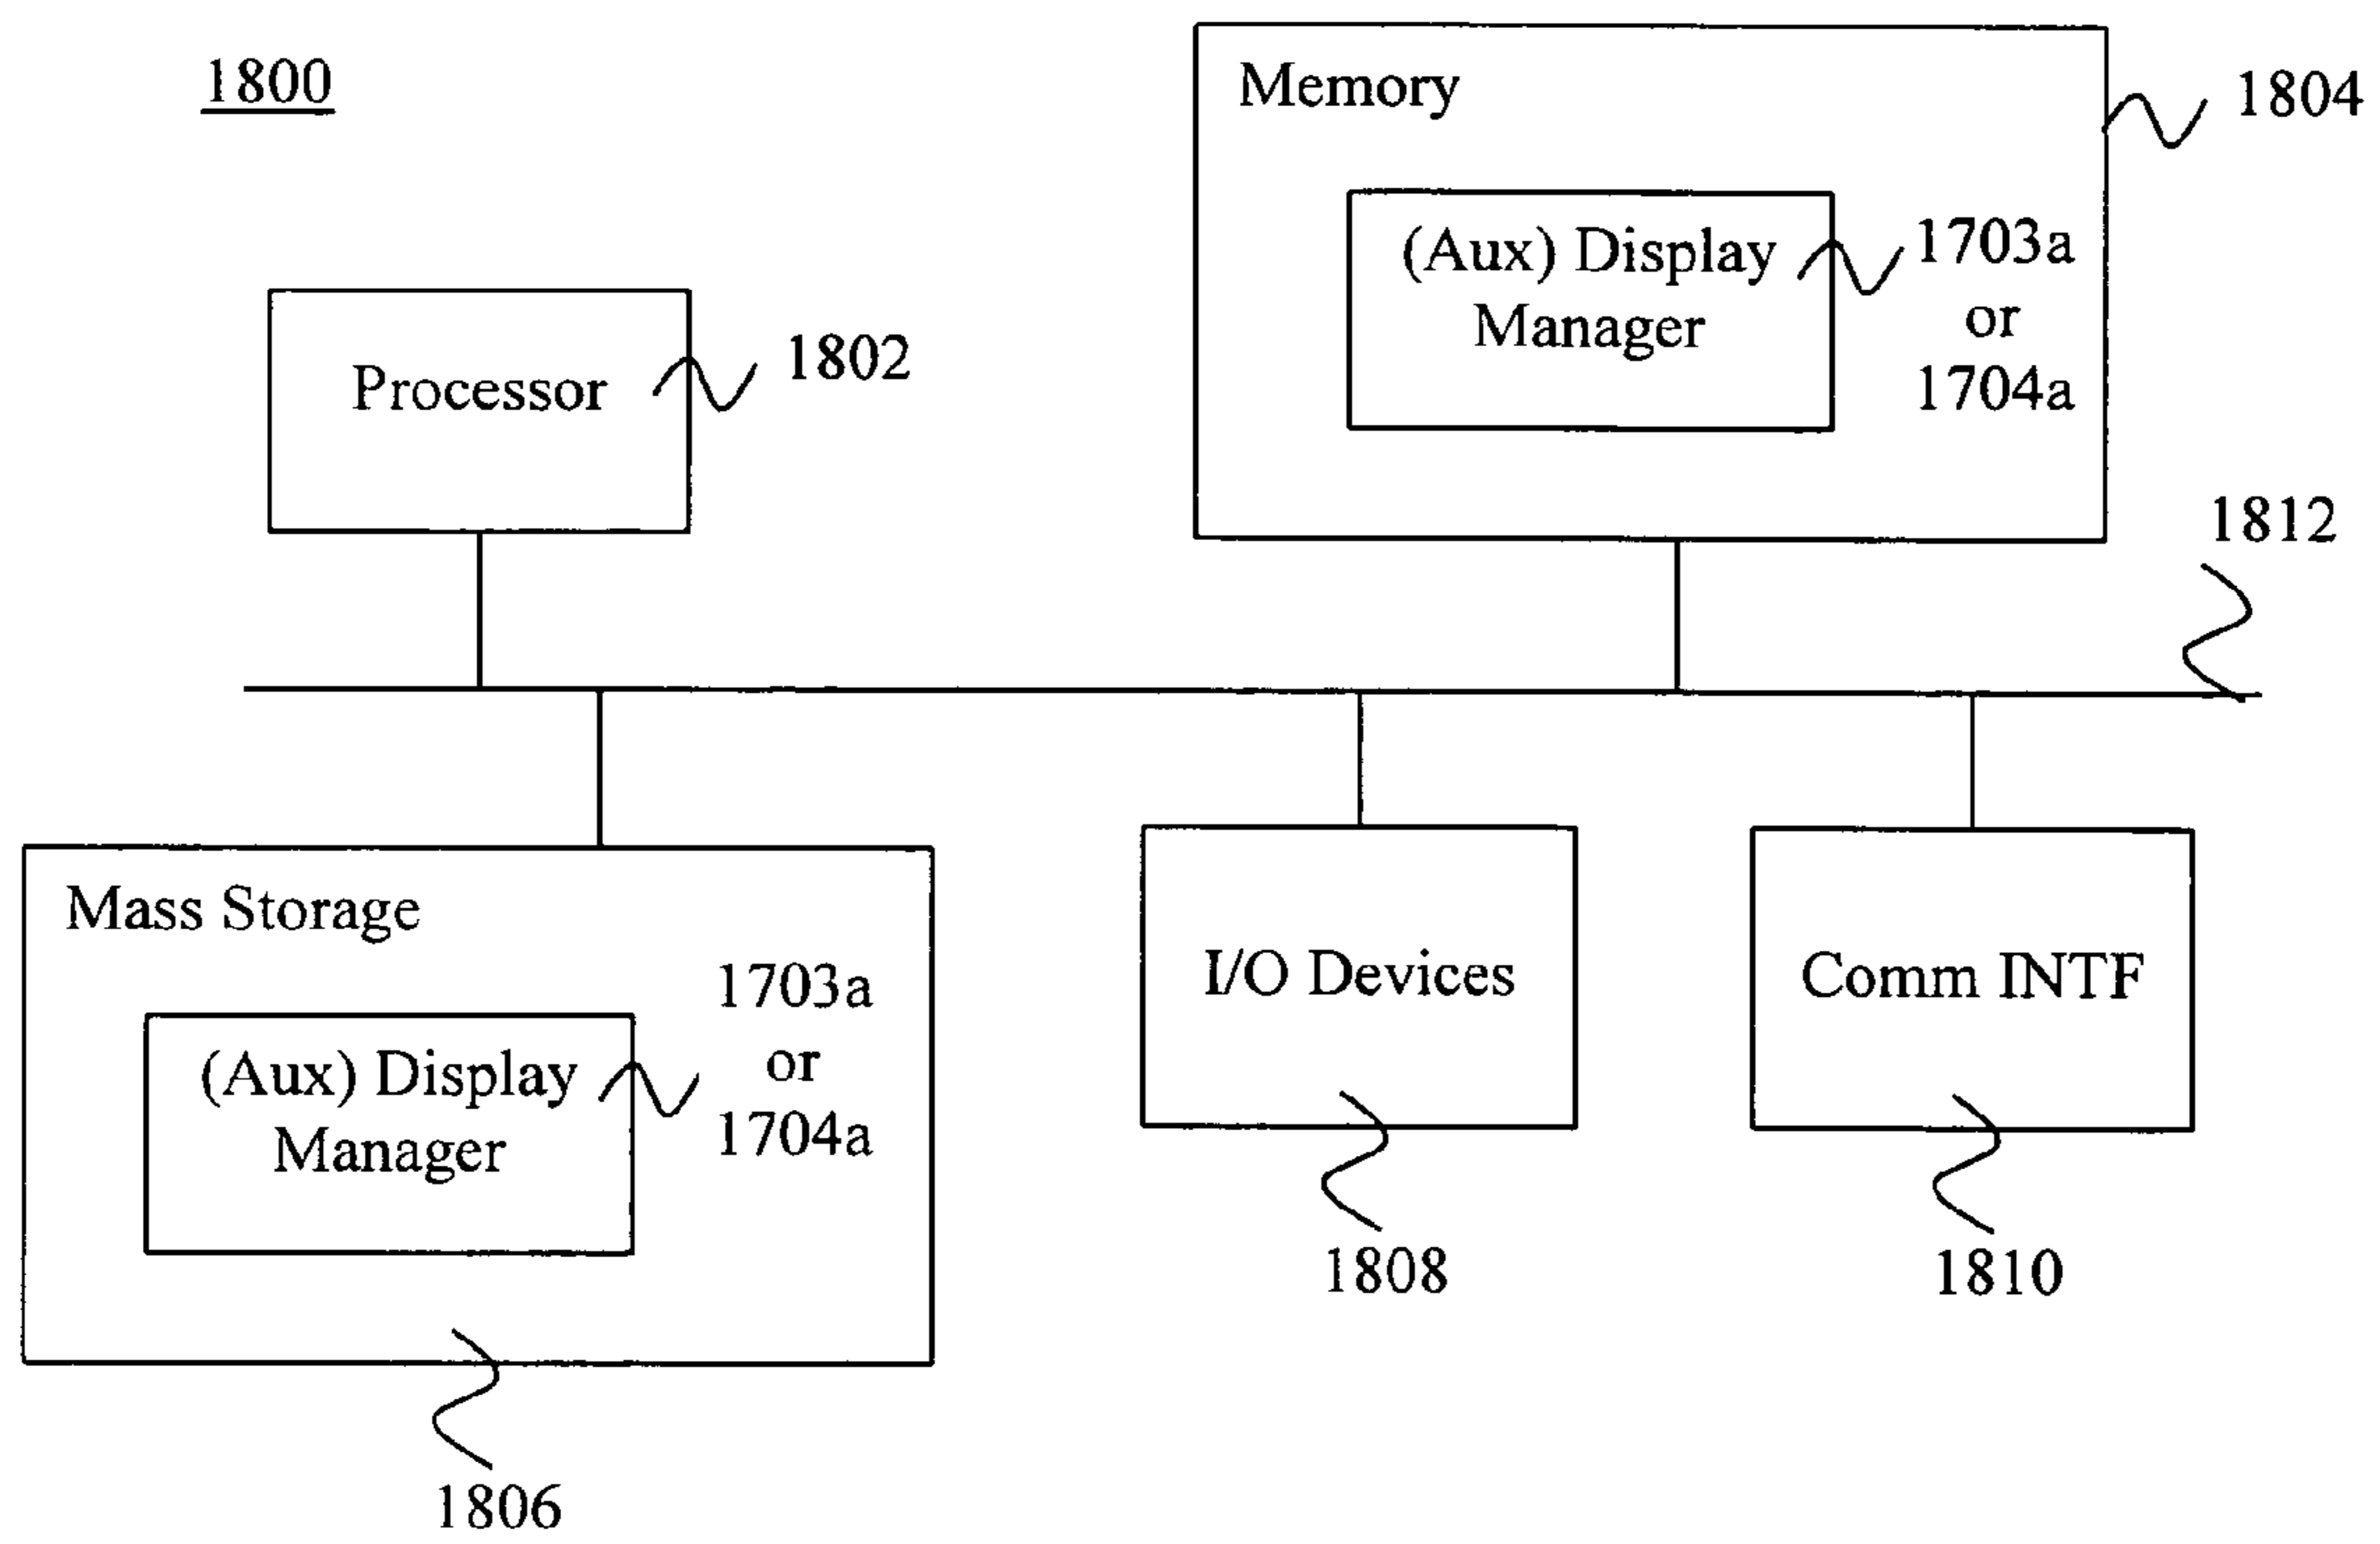 1800
Memory
1804
(Aux) Display
Manager
1703a
or
1704a
Processor
1802
1812
Mass Storage
(Aux) Display
Manager
1703a
or
1704a
1806
I/O Devices
1808
Comm INTF
1810